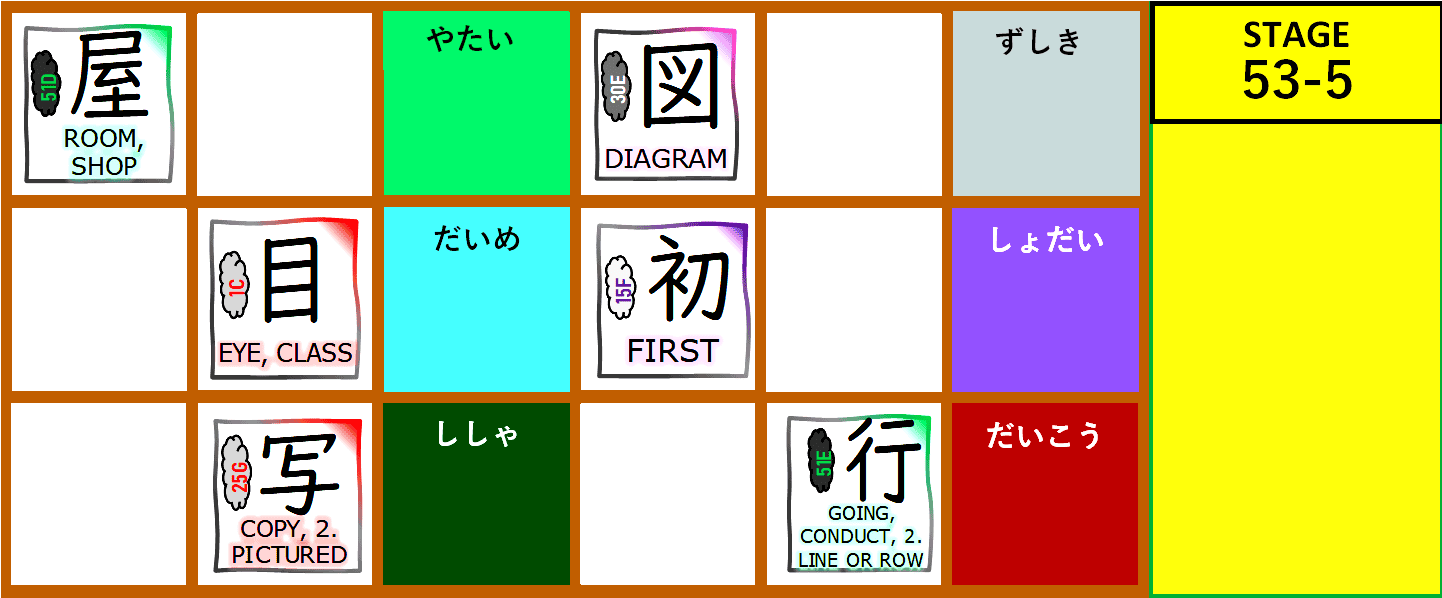 屋
51D
ROOM,
SHOP
やたい
図
30E
DIAGRAM
ずしき
STAGE
53-5
目
1C
EYE, CLASS
だいめ
初
15F
FIRST
しょだい
写
25G
COPY, 2.
PICTURED
ししゃ
行
51E
GOING,
CONDUCT, 2.
LINE OR ROW
だいこう